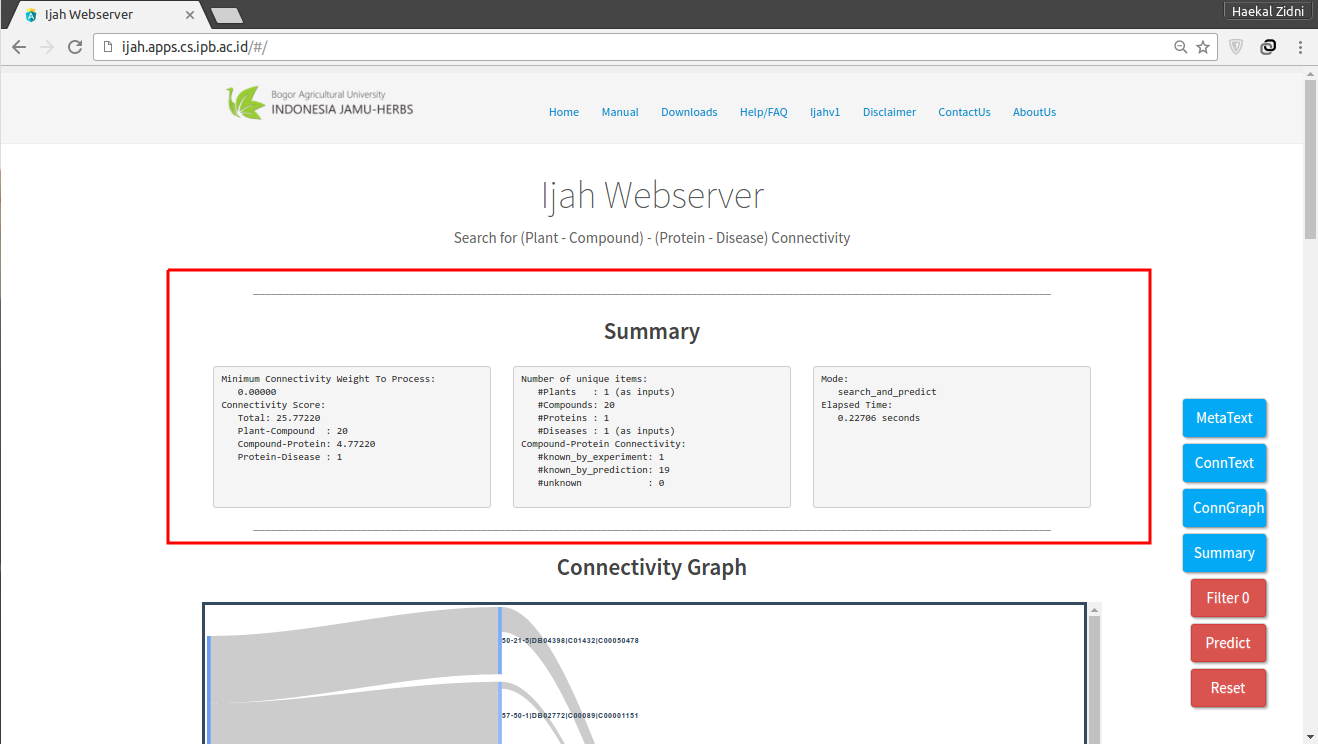 Ijah Webserver
Haekal Zidni
ijah.apps.cs.ipb.ac.id/#/
Bogor Agricultural University
INDONESIA JAMU-HERBS
Home Manual Downloads Help/FAQ Ijahv1 Disclaimer ContactUs AboutUs
Ijah Webserver
Search for (Plant - Compound) - (Protein - Disease) Connectivity
Summary
Minimum Connectivity Weight To Process:
0.00000
Connectivity Score:
Total: 25.77220
Plant-Compound : 20
Compound-Protein: 4.77220
Protein-Disease : 1
Number of unique items:
#Plants : 1 (as inputs)
#Compounds: 20
#Proteins : 1
#Diseases : 1 (as inputs)
Compound-Protein Connectivity:
#known_by_experiment: 1
#known_by_prediction: 19
#unknown : 0
Mode:
search_and_predict
Elapsed Time:
0.22706 seconds
MetaText
ConnText
ConnGraph
Summary
Filter 0
Predict
Reset
Connectivity Graph
50-21-5|DB04398|C01432|C00050478
57-50-1|DB02772|C00089|C00001151